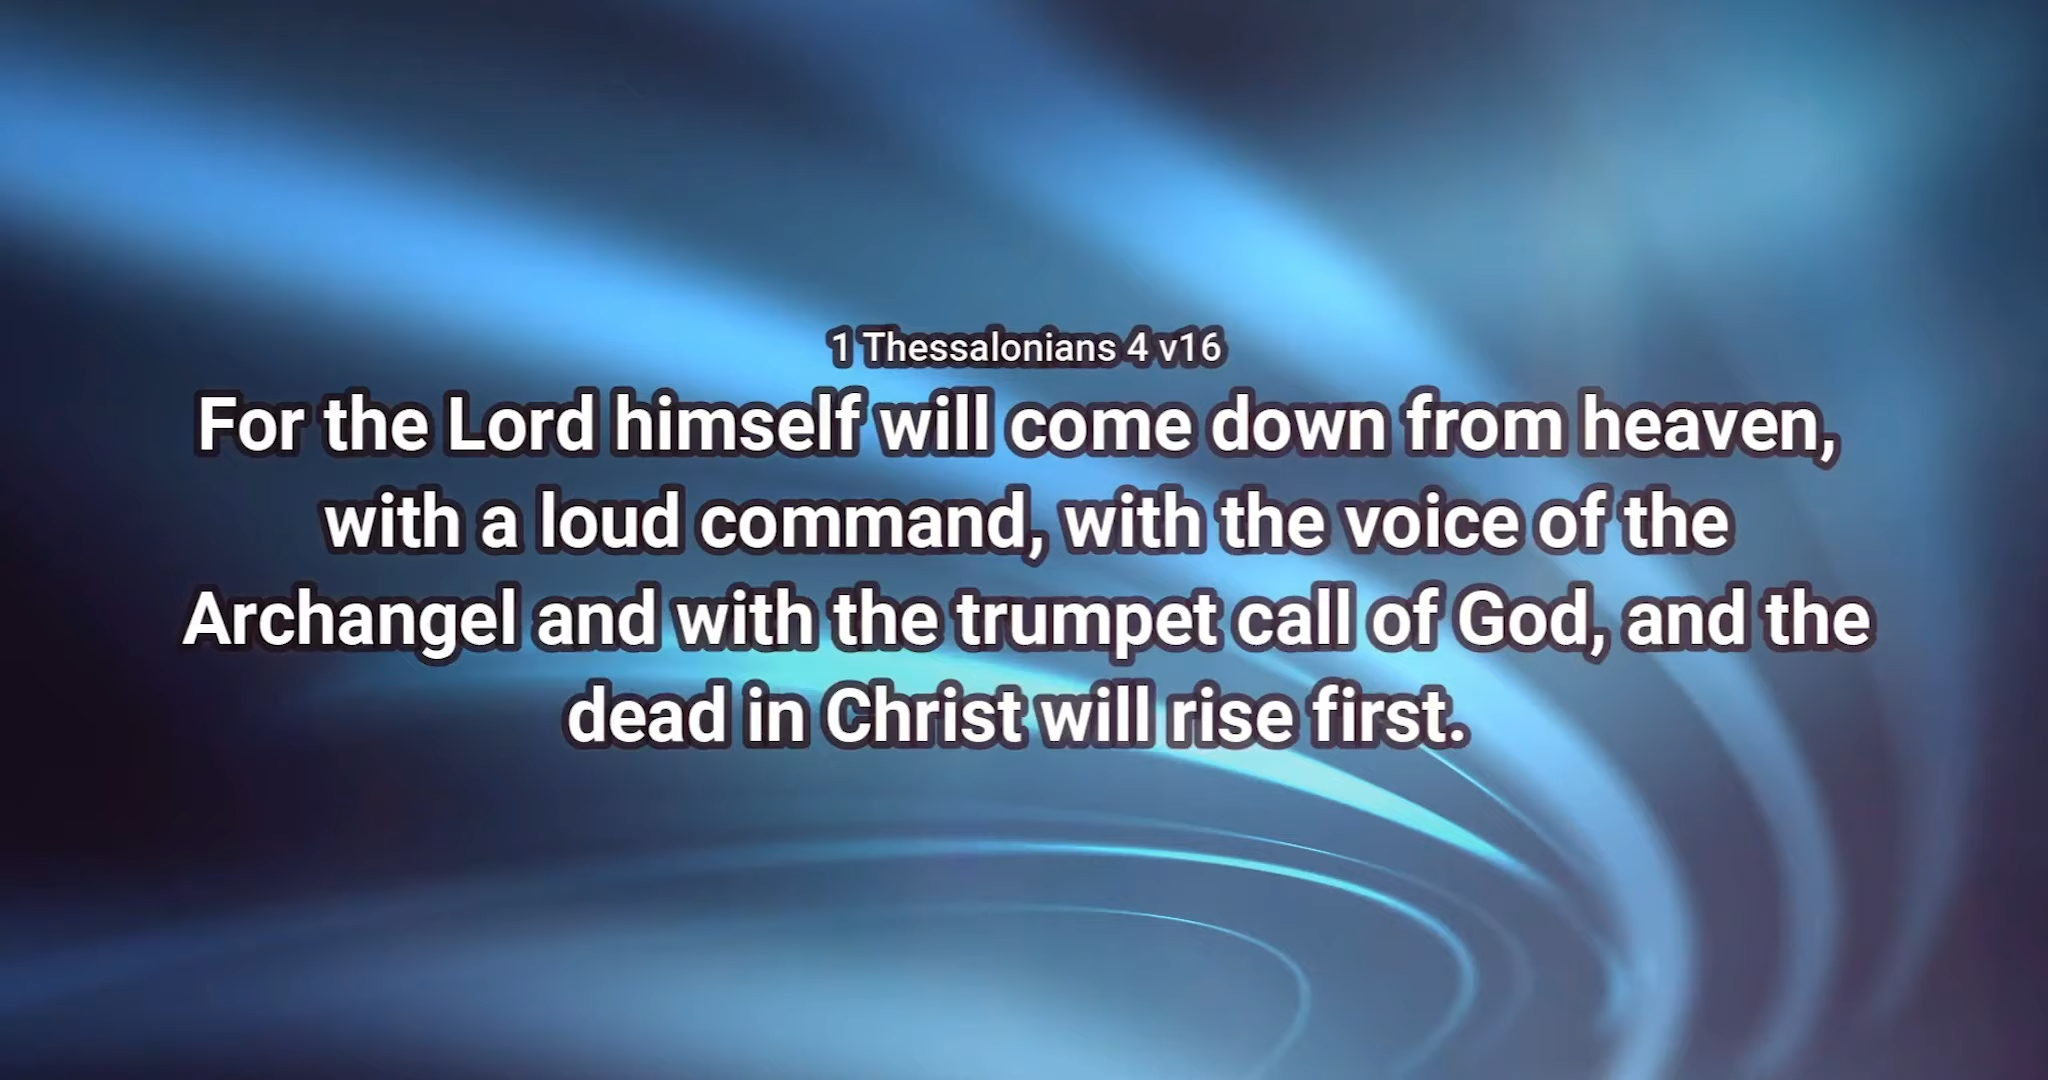 1 Thessalonians 4 v16
For the Lord himself will come down from heaven,
with a loud command, with the voice of the
Archangel and with the trumpet call of God, and the
dead in Christ will rise first.